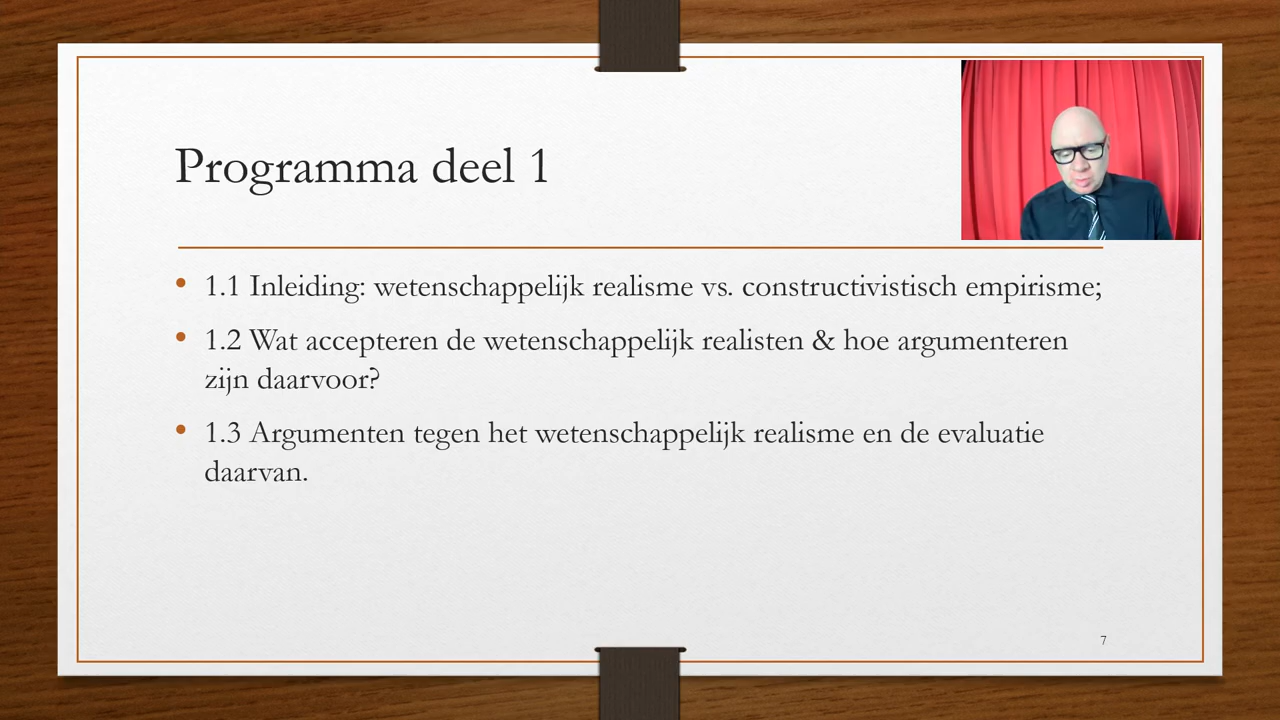 Programma deel 1
• 1.1 Inleiding: wetenschappelijk realisme vs. constructivistisch empirisme;
• 1.2 Wat accepteren de wetenschappelijk realisten & hoe argumenteren
zijn daarvoor?
• 1.3 Argumenten tegen het wetenschappelijk realisme en de evaluatie
daarvan.
7